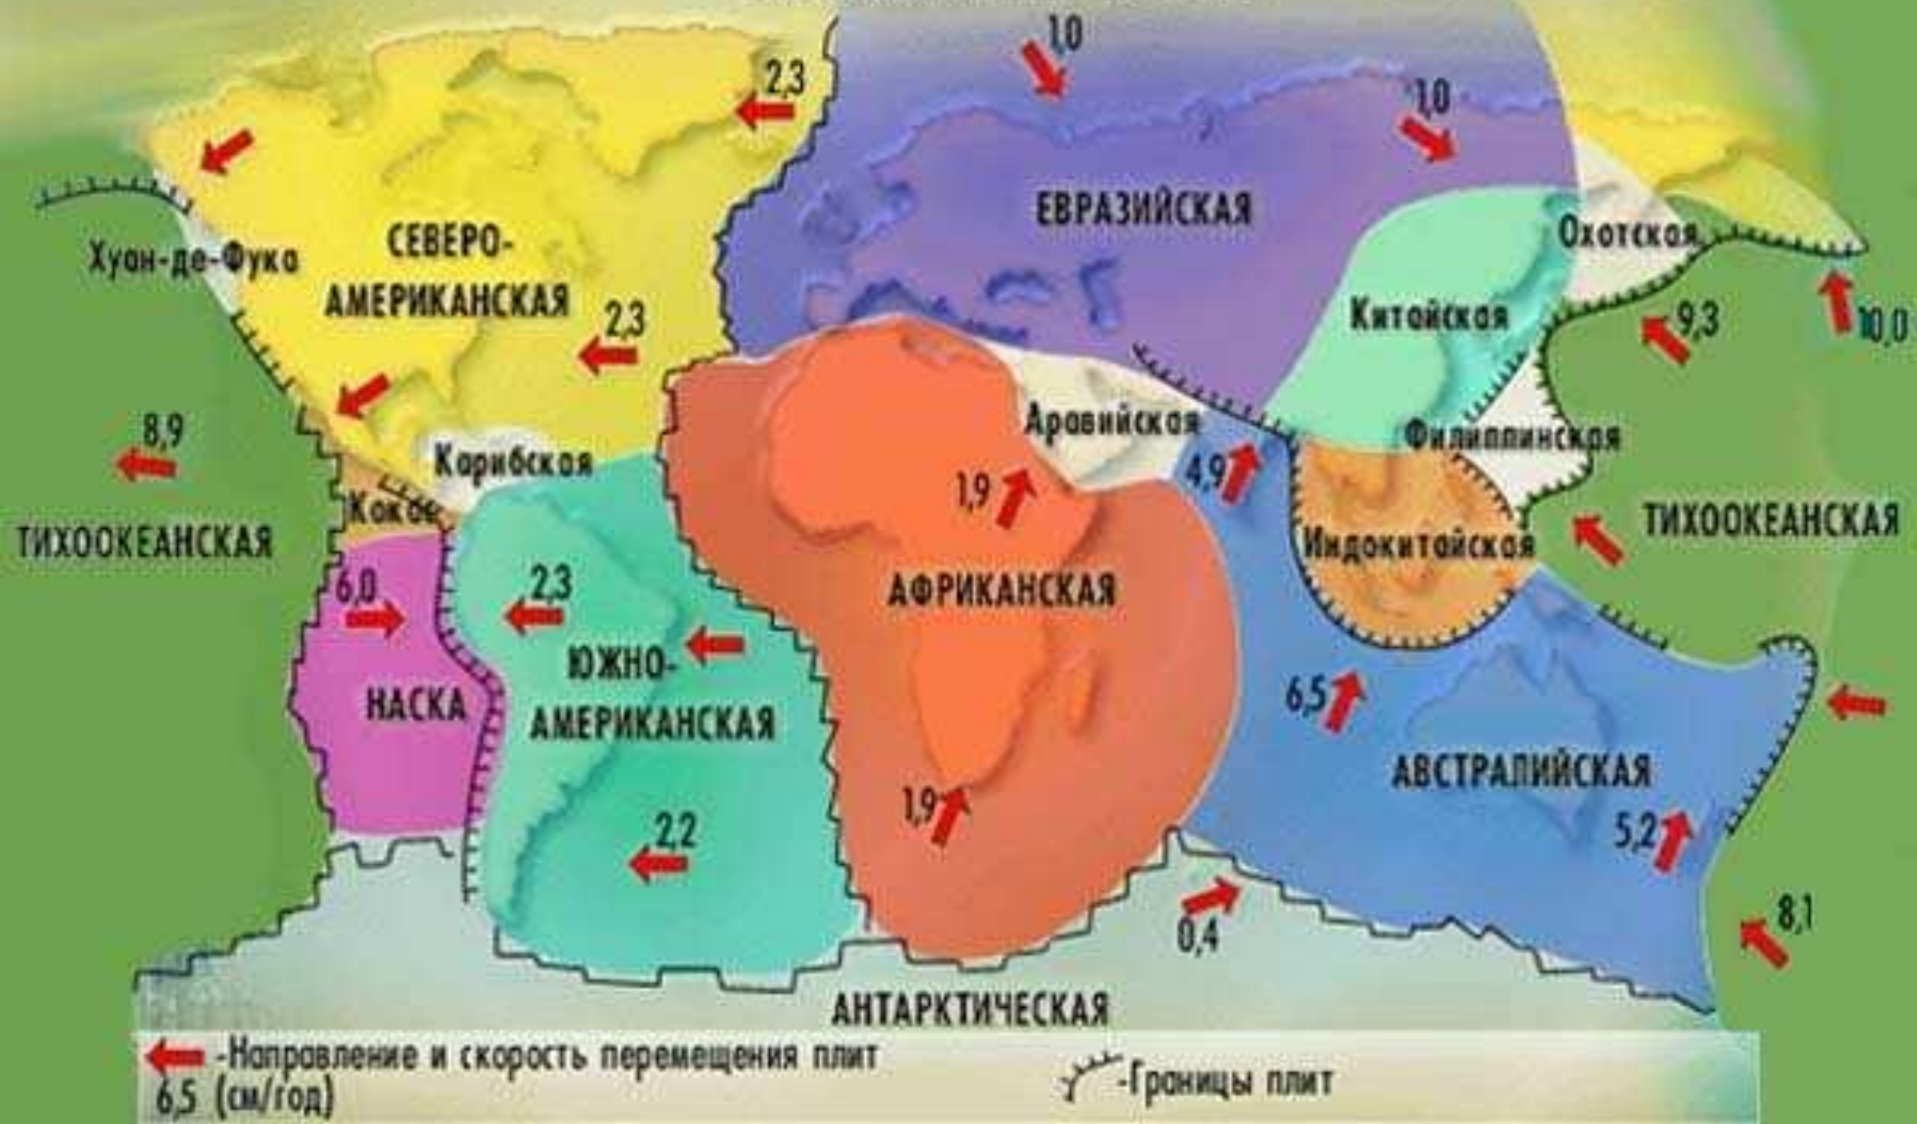 1,0
2,3
1,0
ЕВРАЗИЙСКАЯ
Охотская
Хуан-де-Фука
СЕВЕРО-
АМЕРИКАНСКАЯ
2,3
Китайская
9,3
10,0
8,9
Карибская
Аравийская
Филиппинская
4,9
1,9
Кокос
ТИХООКЕАНСКАЯ
ТИХООКЕАНСКАЯ
Индокитайская
6,0
2,3
АФРИКАНСКАЯ
ЮЖНО-
АМЕРИКАНСКАЯ
НАСКА
6,5
АВСТРАЛИЙСКАЯ
1,9
2,2
5,2
8,1
0,4
АНТАРКТИЧЕСКАЯ
-Направление и скорость перемещения плит
6,5 (см/год)
-Границы плит